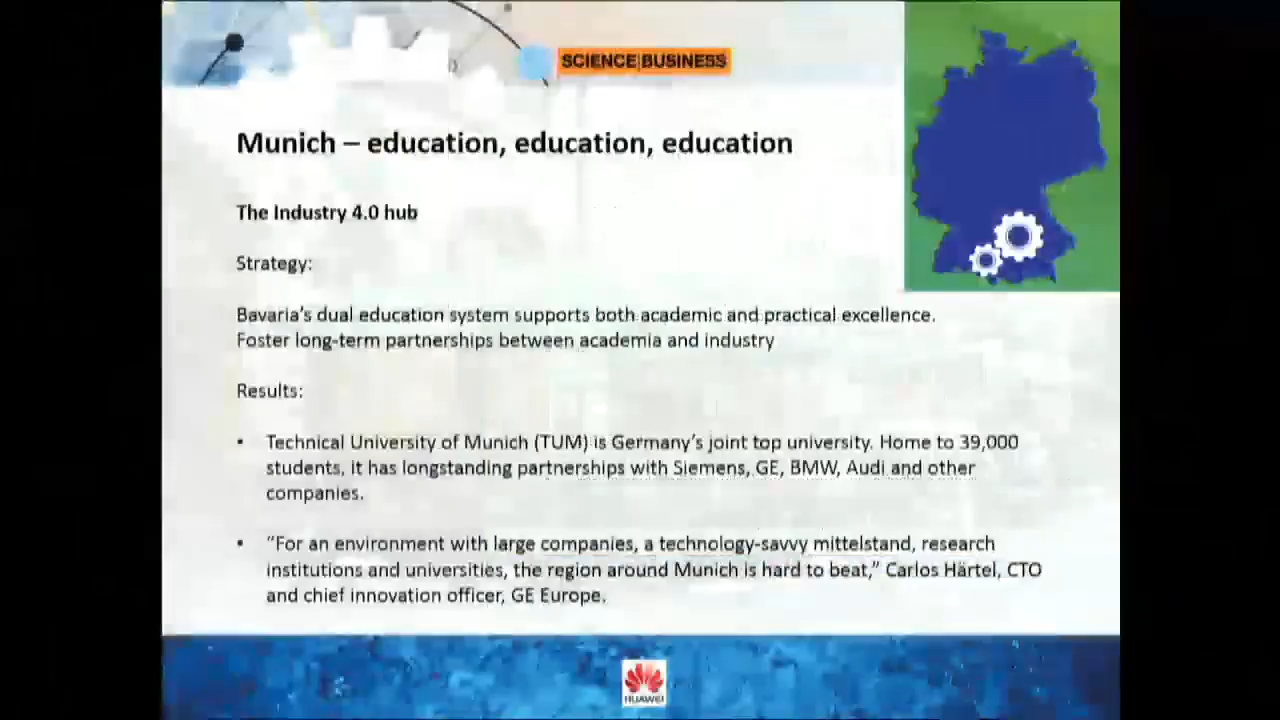 SCIENCE|BUSINESS
Munich – education, education, education
The Industry 4.0 hub
Strategy:
Bavaria's dual education system supports both academic and practical excellence.
Foster long-term partnerships between academia and industry
Results:
• Technical University of Munich (TUM) is Germany's joint top university. Home to 39,000
students, it has longstanding partnerships with Siemens, GE, BMW, Audi and other
companies.
• “For an environment with large companies, a technology-savvy mittelstand, research
institutions and universities, the region around Munich is hard to beat,” Carlos Härtel, CTO
and chief innovation officer, GE Europe.
HUAWEI